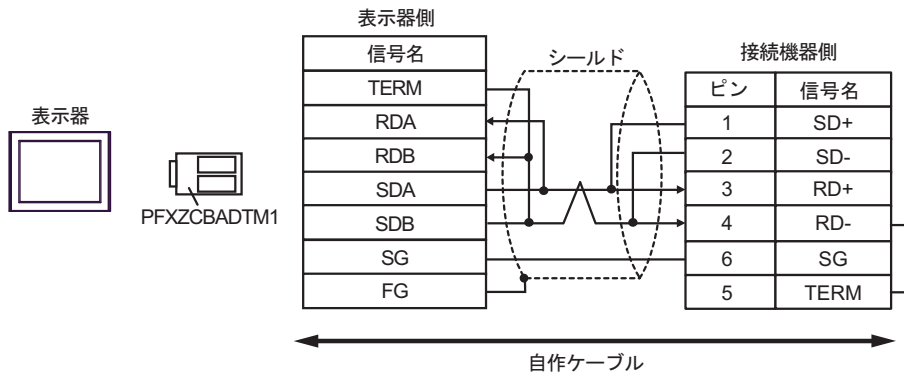 表示器
PFXZCBADTM1
表示器側
信号名
TERM
RDA
RDB
SDA
SDB
SG
FG
シールド
接続機器側
ピン 信号名
1 SD+
2 SD-
3 RD+
4 RD-
6 SG
5 TERM
自作ケーブル